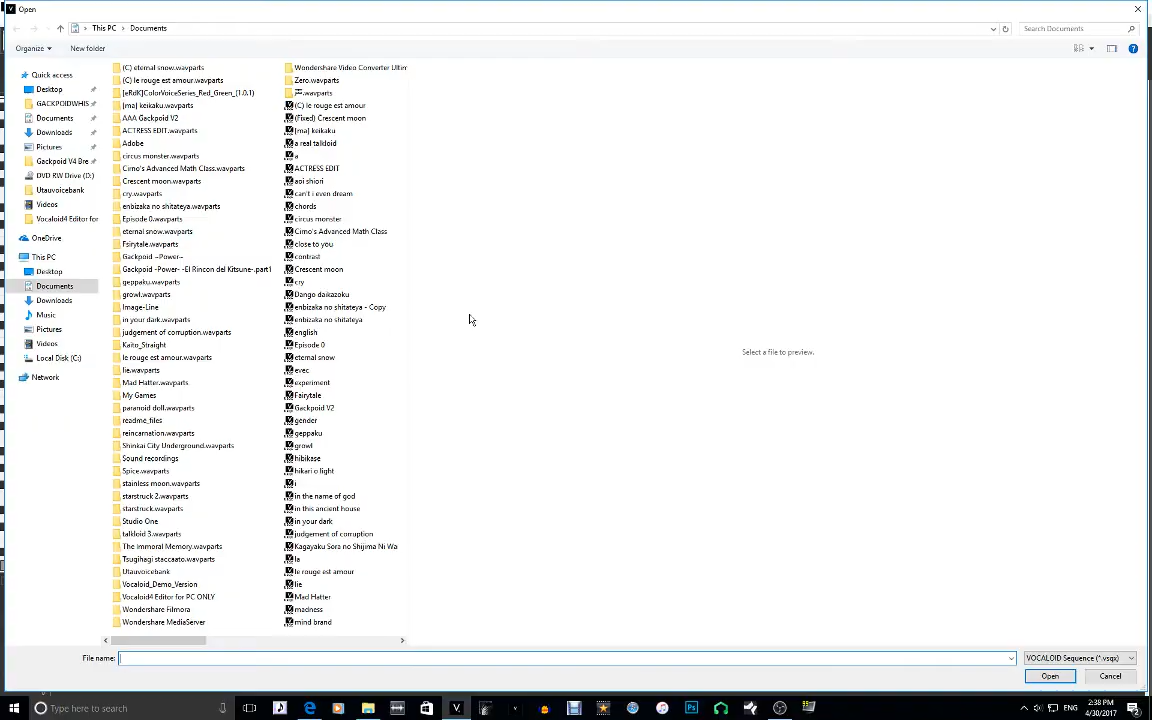 Open
This PC > Documents
Search Documents
Organize
New folder
Quick access
Desktop
GACKPOIDWHIS
Documents
Downloads
Pictures
Gackpoid V4 Bre
DVD RW Drive (D:)
Utauvoicebank
Videos
Vocaloid4 Editor for
OneDrive
This PC
Desktop
Documents
Downloads
Music
Pictures
Videos
Local Disk (C:)
Network
(C) eternal snow.wavparts
(C) le rouge est amour.wavparts
[eRdK]ColorVoiceSeries_Red_Green_(1.0.1)
[ma] keikaku.wavparts
AAA Gackpoid V2
ACTRESS EDIT.wavparts
Adobe
circus monster.wavparts
Cirno's Advanced Math Class.wavparts
Crescent moon.wavparts
cry.wavparts
enbizaka no shitateya.wavparts
Episode 0.wavparts
eternal snow.wavparts
Fsirytale.wavparts
Gackpoid ~Power~
Gackpoid -Power- -El Rincon del Kitsune-.part1
geppaku.wavparts
growl.wavparts
Image-Line
in your dark.wavparts
judgement of corruption.wavparts
Kaito_Straight
le rouge est amour.wavparts
lie.wavparts
Mad Hatter.wavparts
My Games
paranoid doll.wavparts
readme_files
reincarnation.wavparts
Shinkai City Underground.wavparts
Sound recordings
Spice.wavparts
stainless moon.wavparts
starstruck 2.wavparts
starstruck.wavparts
Studio One
talkloid 3.wavparts
The Immoral Memory.wavparts
Tsugihagi staccaato.wavparts
Utauvoicebank
Vocaloid_Demo_Version
Vocaloid4 Editor for PC ONLY
Wondershare Filmora
Wondershare MediaServer
Wondershare Video Converter Ultim
Zero.wavparts
.wavparts
(C) le rouge est amour
(Fixed) Crescent moon
[ma] keikaku
a real talkloid
a
ACTRESS EDIT
aoi shiori
can't i even dream
chords
circus monster
Cirno's Advanced Math Class
close to you
contrast
Crescent moon
cry
Dango daikazoku
enbizaka no shitateya - Copy
enbizaka no shitateya
english
Episode 0
eternal snow
evec
experiment
Fairytale
Gackpoid V2
gender
geppaku
growl
hibikase
hikari o light
i
in the name of god
in this ancient house
in your dark
judgement of corruption
Kagayaku Sora no Shijima Ni Wa
la
le rouge est amour
lie
Mad Hatter
madness
mind brand
Select a file to preview.
File name:
VOCALOID Sequence (*.vsqx)
Open
Cancel
Type here to search
ENG
2:38 PM
4/30/2017